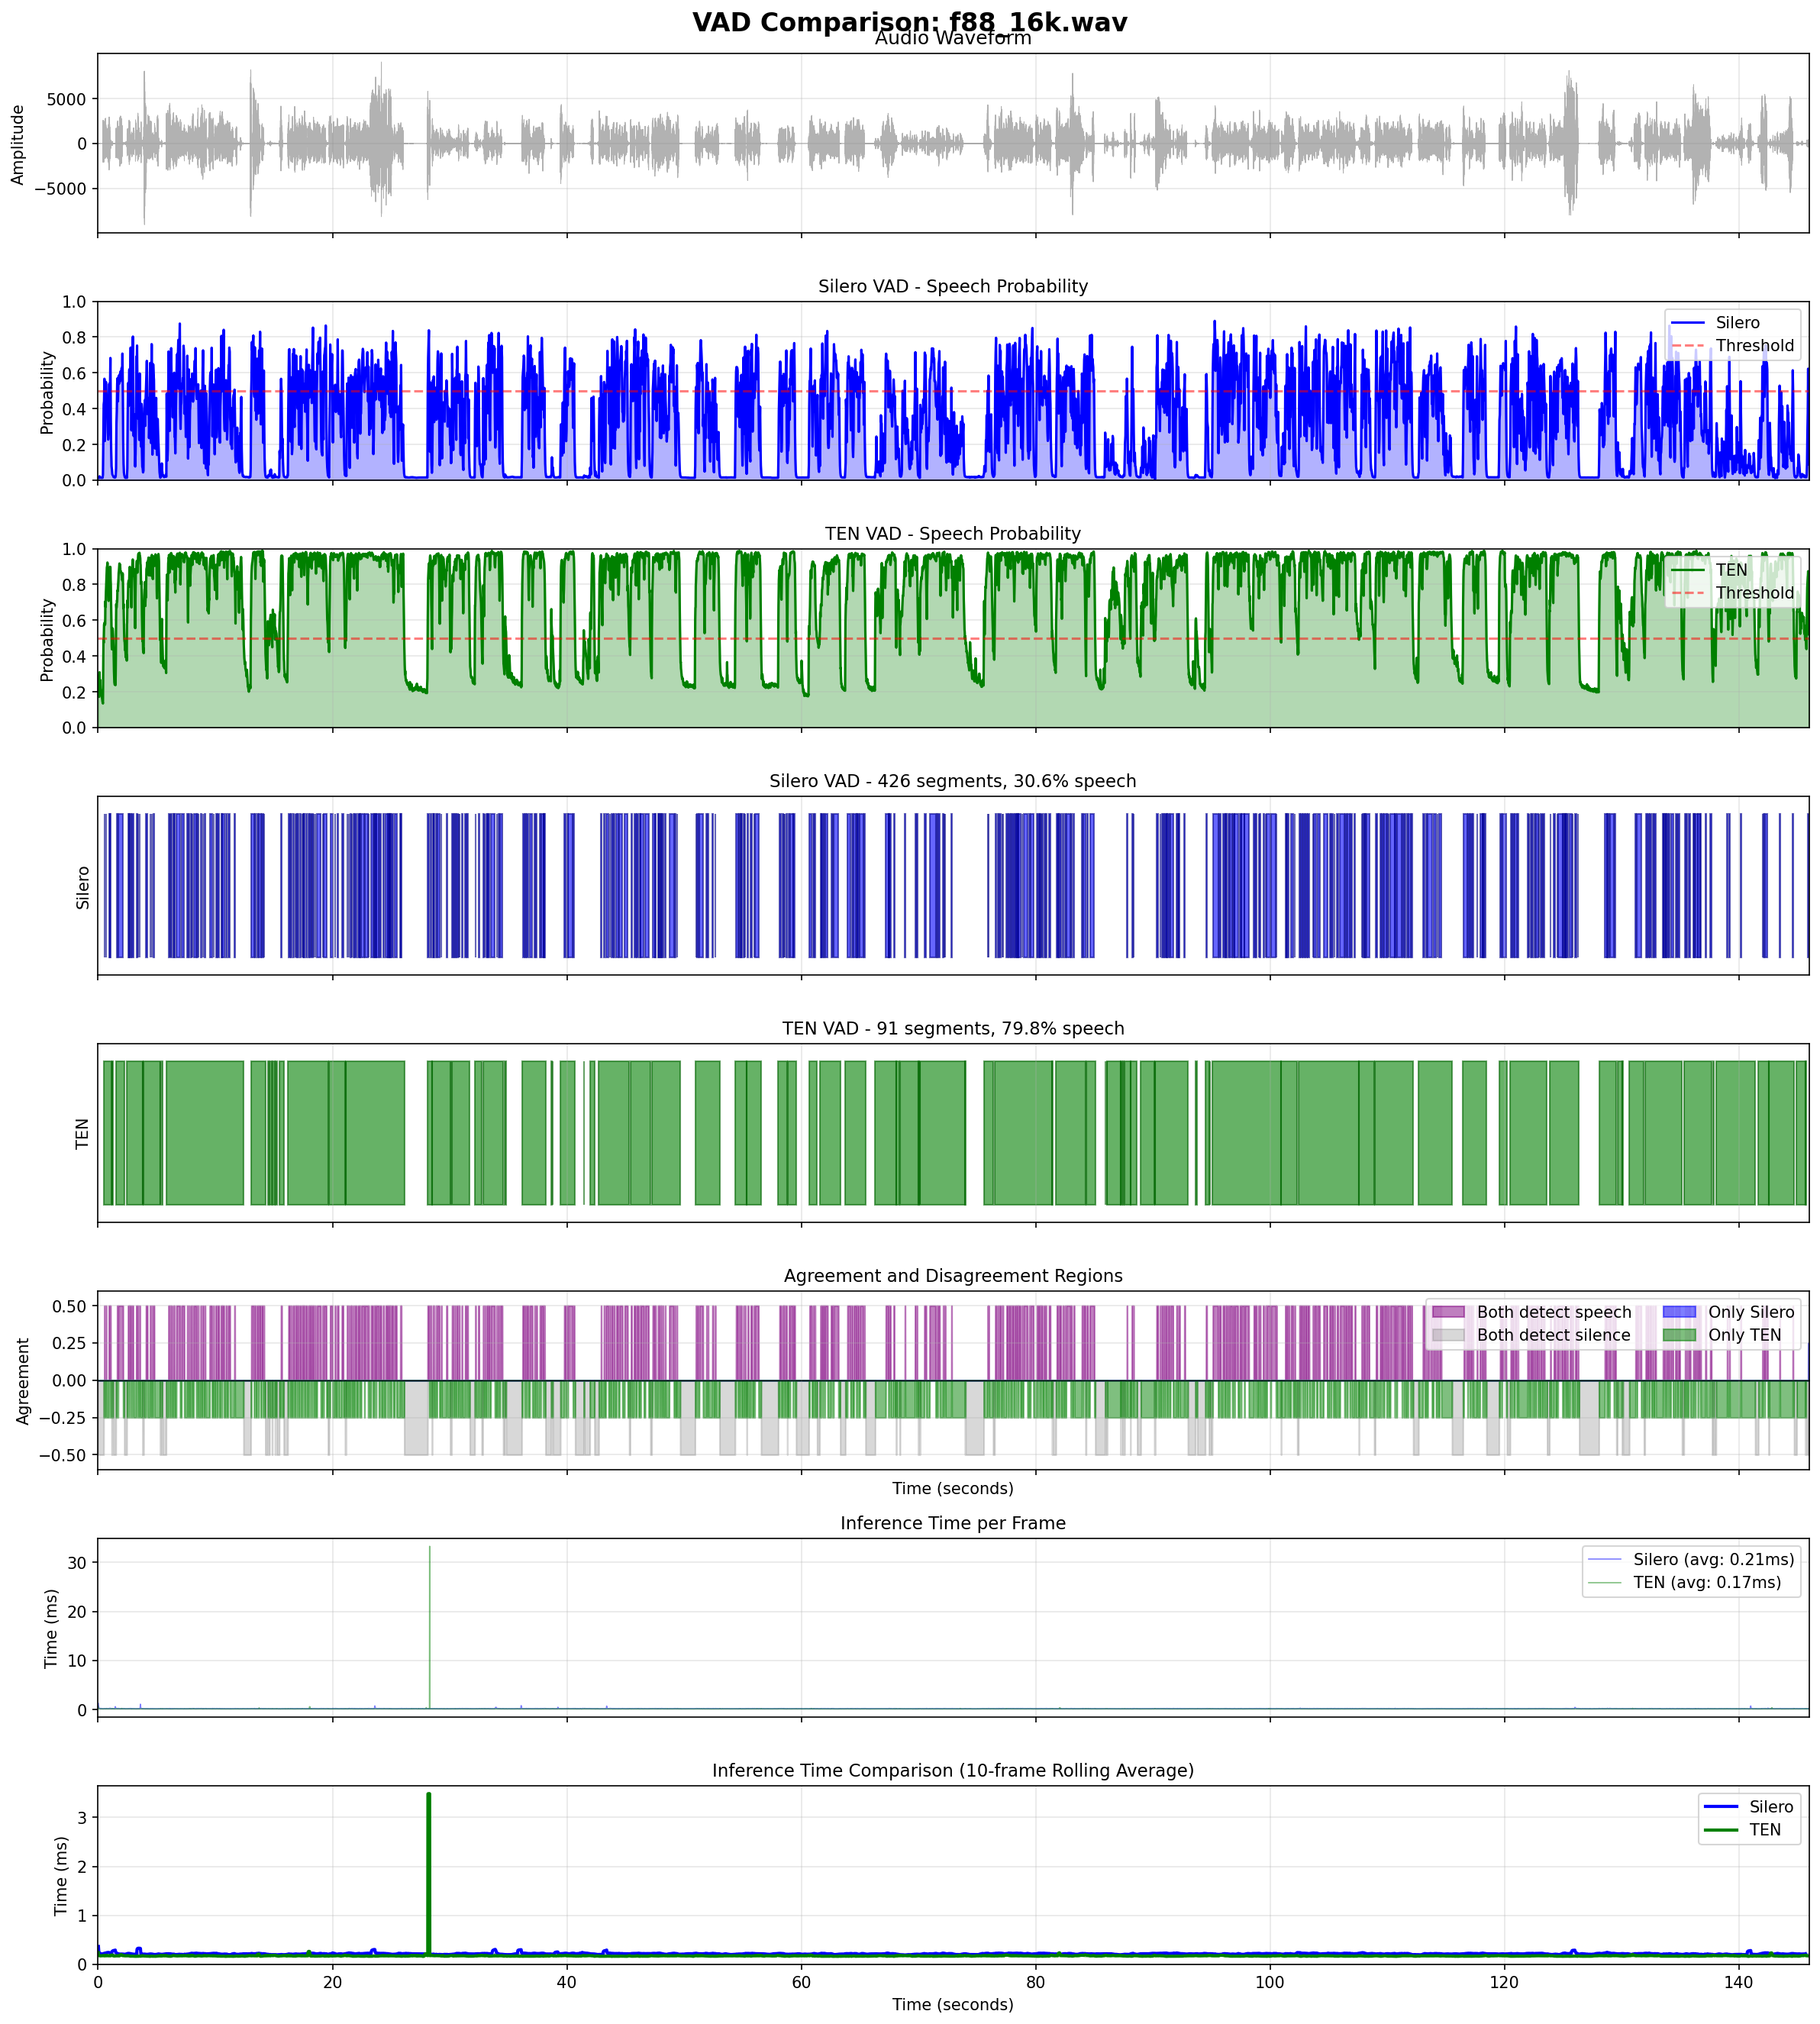 VAD Comparison: f88_16k.wav
Audio Waveform
Amplitude
5000
0
−5000
Silero VAD - Speech Probability
Probability
1.0
0.8
0.6
0.4
0.2
0.0
Silero
Threshold
TEN VAD - Speech Probability
Probability
1.0
0.8
0.6
0.4
0.2
0.0
TEN
Threshold
Silero VAD - 426 segments, 30.6% speech
Silero
TEN VAD - 91 segments, 79.8% speech
TEN
Agreement and Disagreement Regions
Agreement
0.50
0.25
0.00
−0.25
−0.50
Both detect speech
Both detect silence
Only Silero
Only TEN
Time (seconds)
Inference Time per Frame
Time (ms)
30
20
10
0
Silero (avg: 0.21ms)
TEN (avg: 0.17ms)
Inference Time Comparison (10-frame Rolling Average)
Time (ms)
3
2
1
0
Silero
TEN
0 20 40 60 80 100 120 140
Time (seconds)